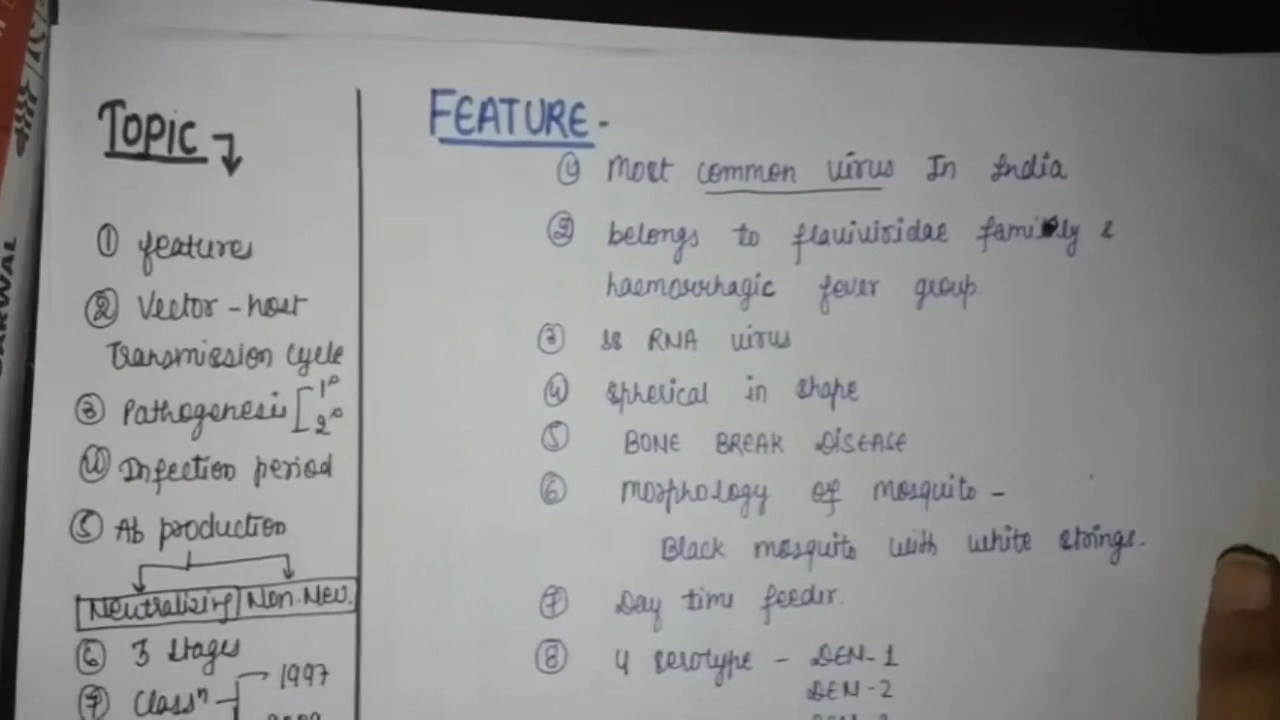 TOPIC
① features
② Vector - host
Transmission cycle
③ Pathogenesis [1°
2°
④ Infection period
⑤ Ab production
Neutralizing Non. Neu.
⑥ 3 stages
⑦ Classⁿ 1997
FEATURE -
① Most common virus In India
② belongs to flaviviridae family &
haemorrhagic fever group.
③ ss RNA virus
④ spherical in shape
⑤ BONE BREAK DISEASE
⑥ Morphology of mosquito -
Black mosquito with white strings.
⑦ Day time feeder.
⑧ 4 serotype - DEN-1
DEN-2
ARWAL